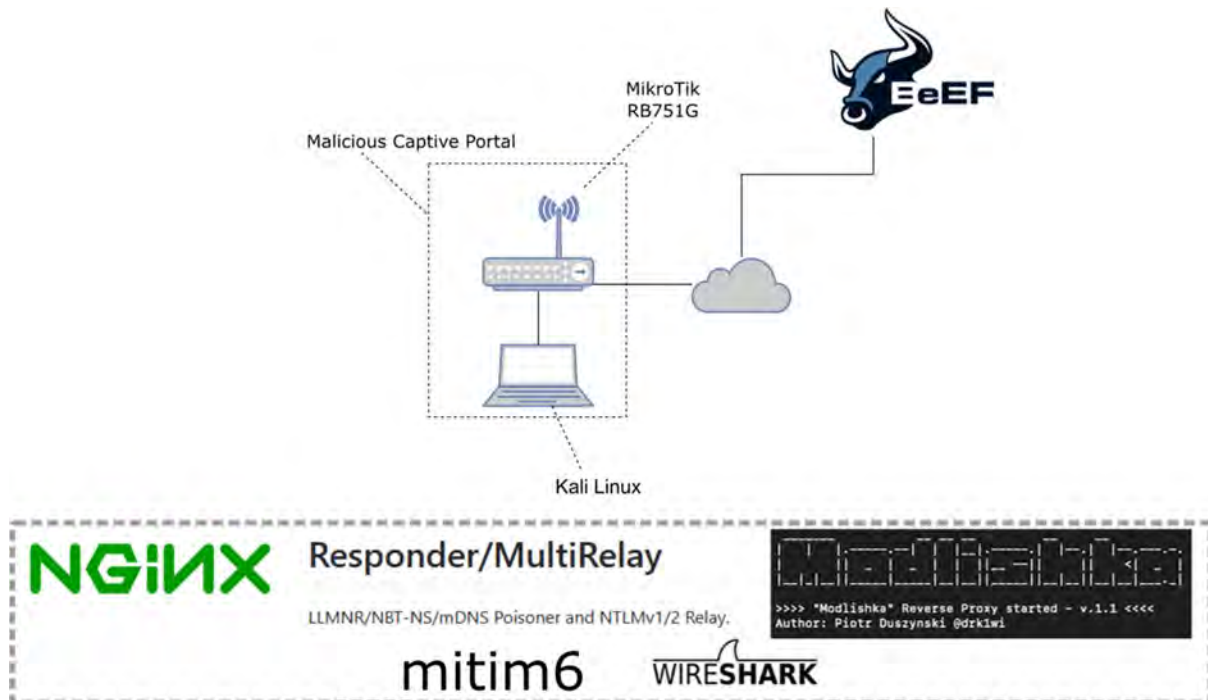 BeEF
MikroTik
RB751G
Malicious Captive Portal
Kali Linux
NGINX
Responder/MultiRelay
LLMNR/NBT-NS/mDNS Poisoner and NTLMv1/2 Relay.
>>>> "Modlishka" Reverse Proxy started - v.1.1 <<<<
Author: Piotr Duszynski @drk1wi
mitim6
WIRESHARK